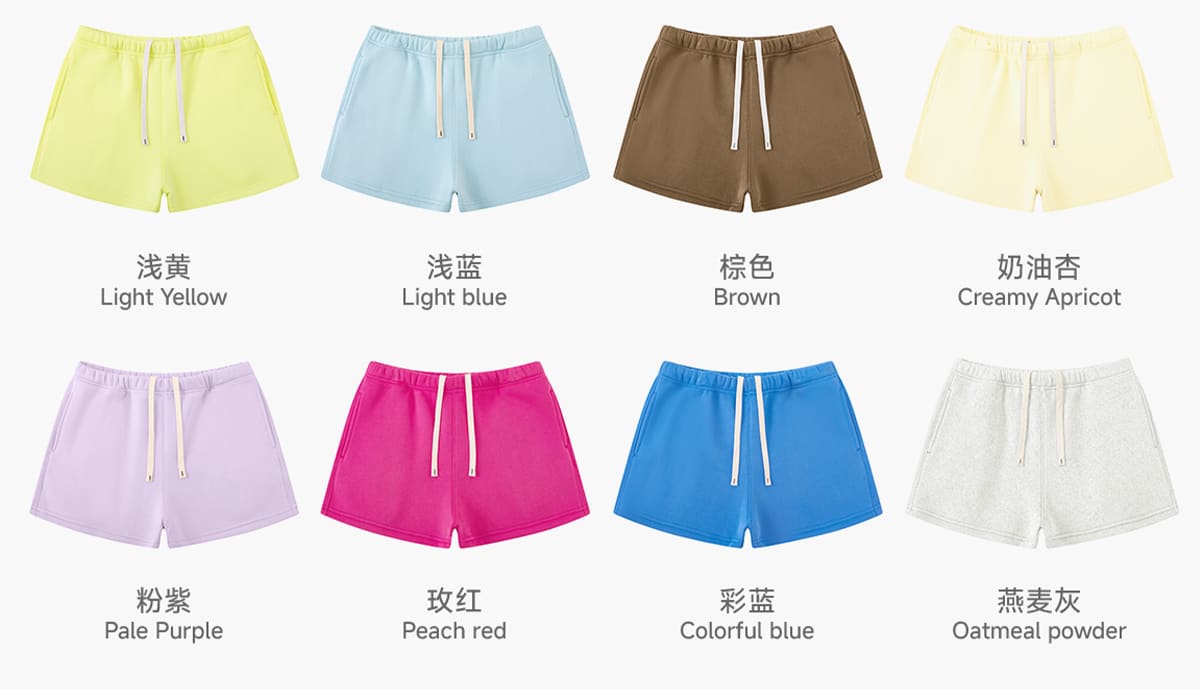 浅黄
Light Yellow
浅蓝
Light blue
棕色
Brown
奶油杏
Creamy Apricot
粉紫
Pale Purple
玫红
Peach red
彩蓝
Colorful blue
燕麦灰
Oatmeal powder